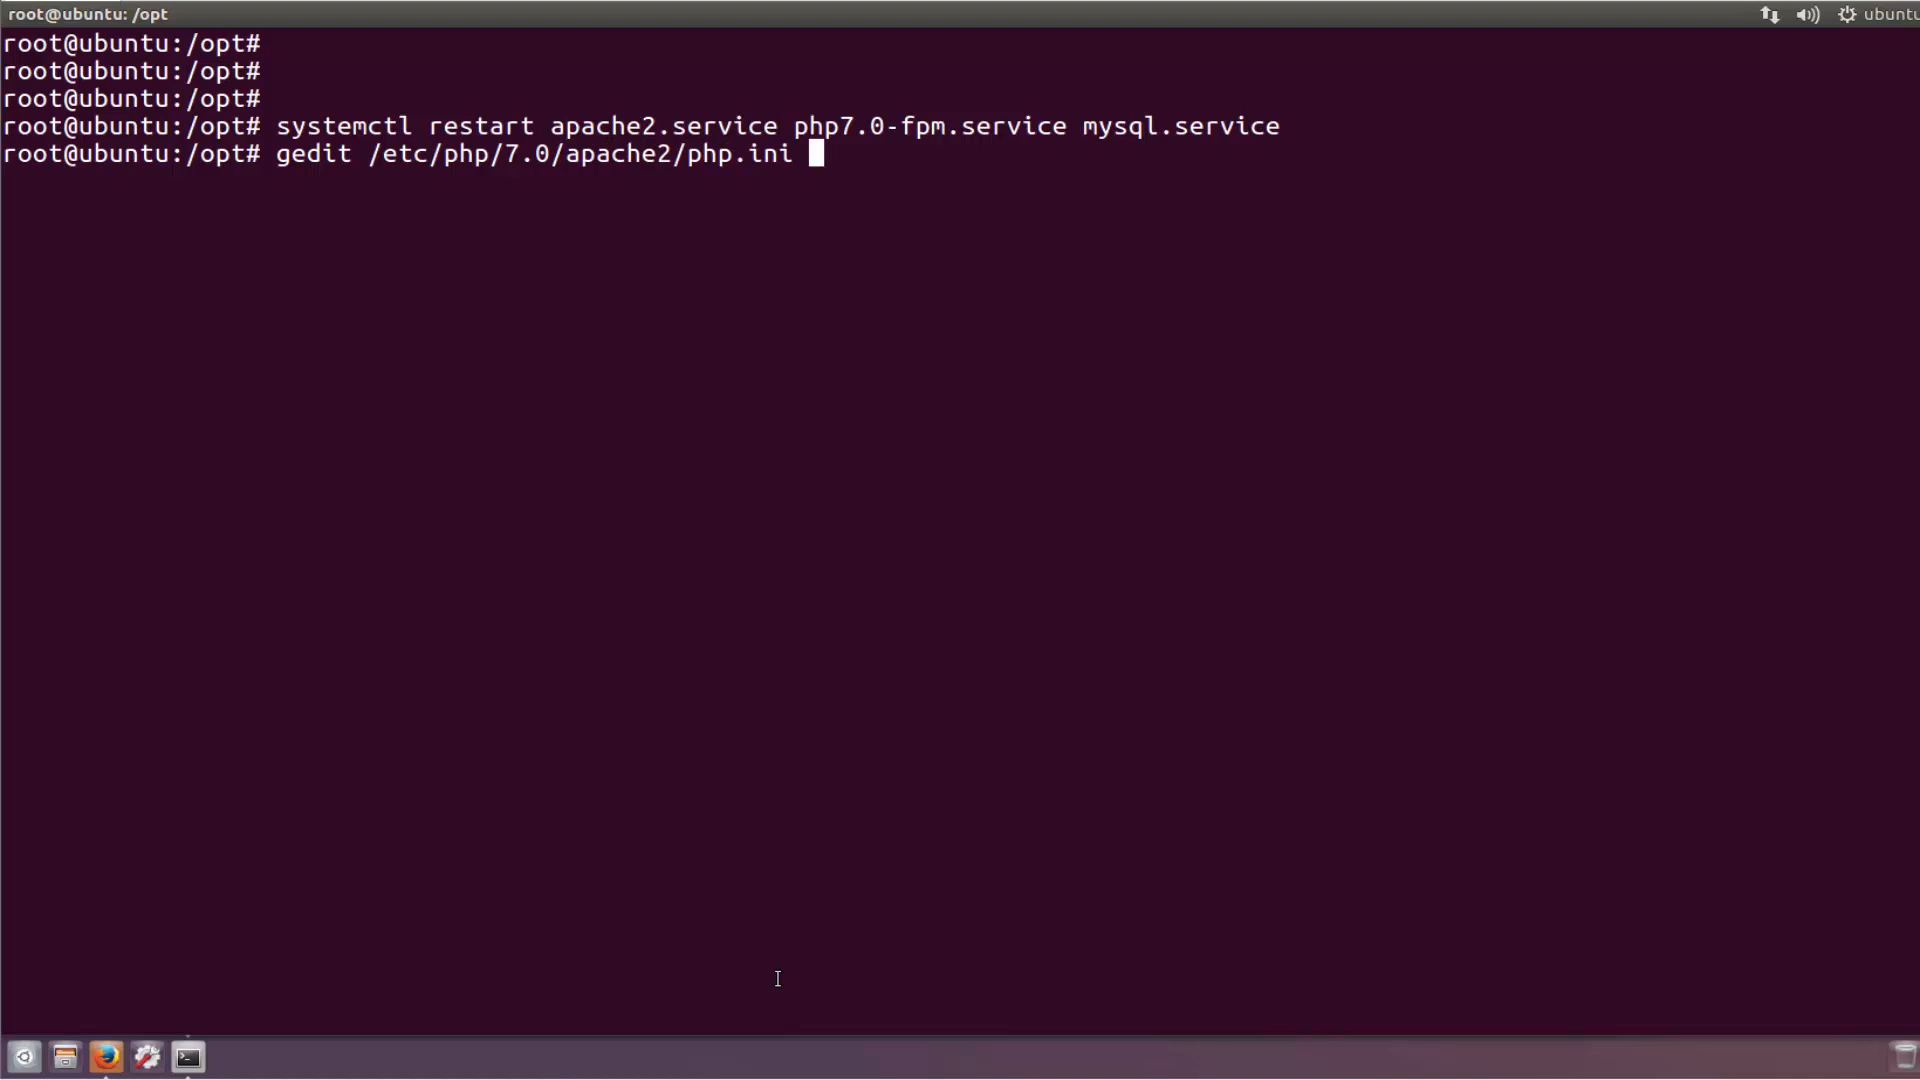 root@ubuntu: /opt
ubuntu
root@ubuntu:/opt#
root@ubuntu:/opt#
root@ubuntu:/opt#
root@ubuntu:/opt# systemctl restart apache2.service php7.0-fpm.service mysql.service
root@ubuntu:/opt# gedit /etc/php/7.0/apache2/php.ini